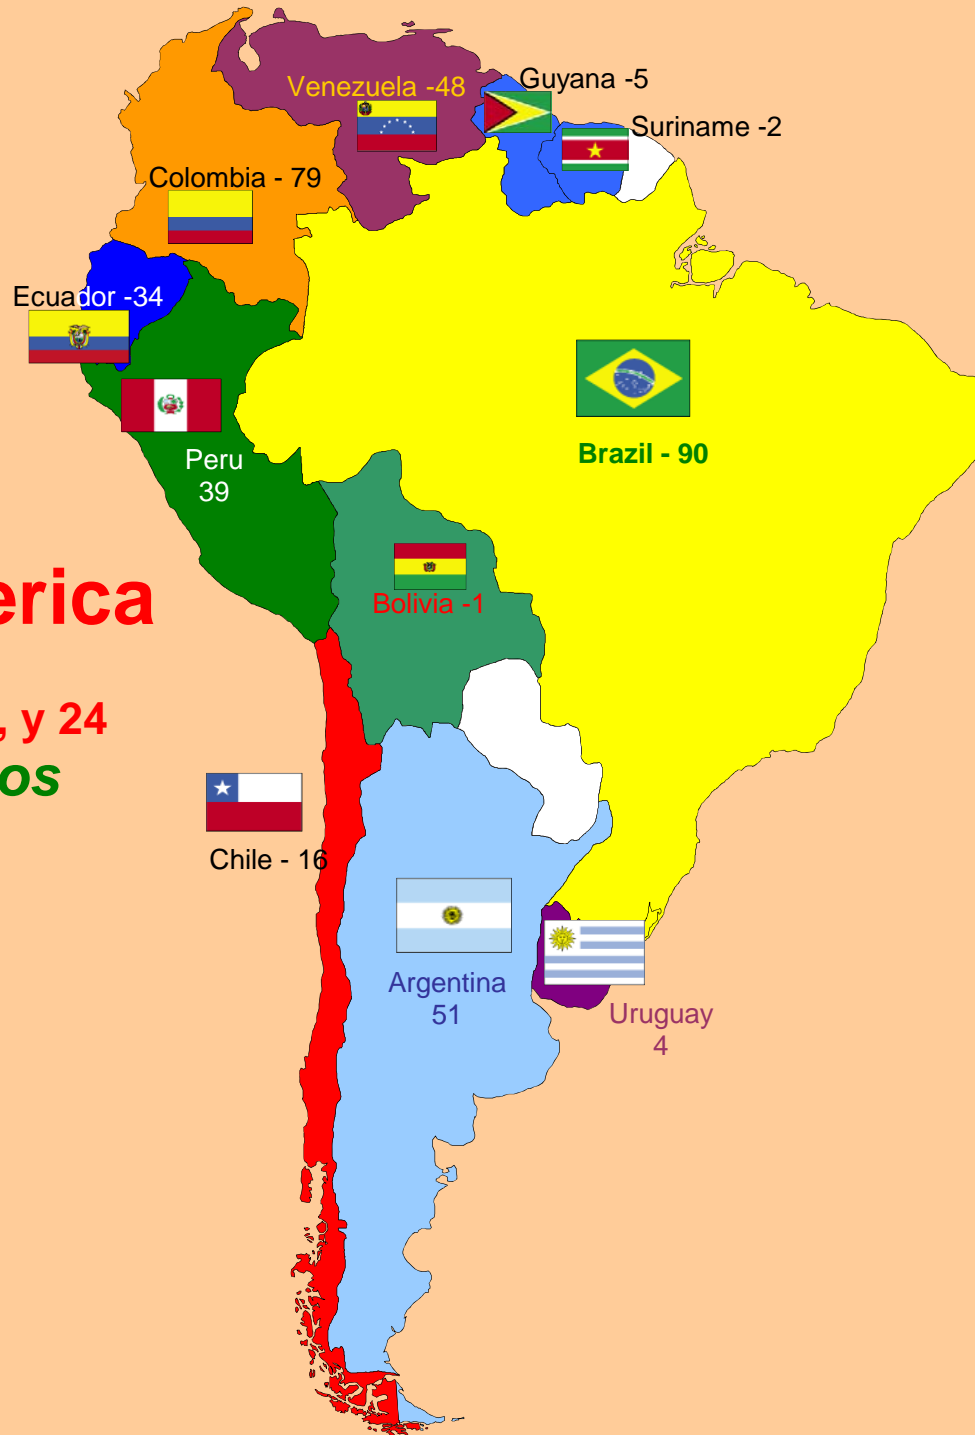 Venezuela -48
Guyana -5
Suriname -2
Colombia - 79
Ecuador -34
Brazil - 90
Peru
39
erica
Bolivia -1
, y 24
os
Chile - 16
Argentina
51
Uruguay
4